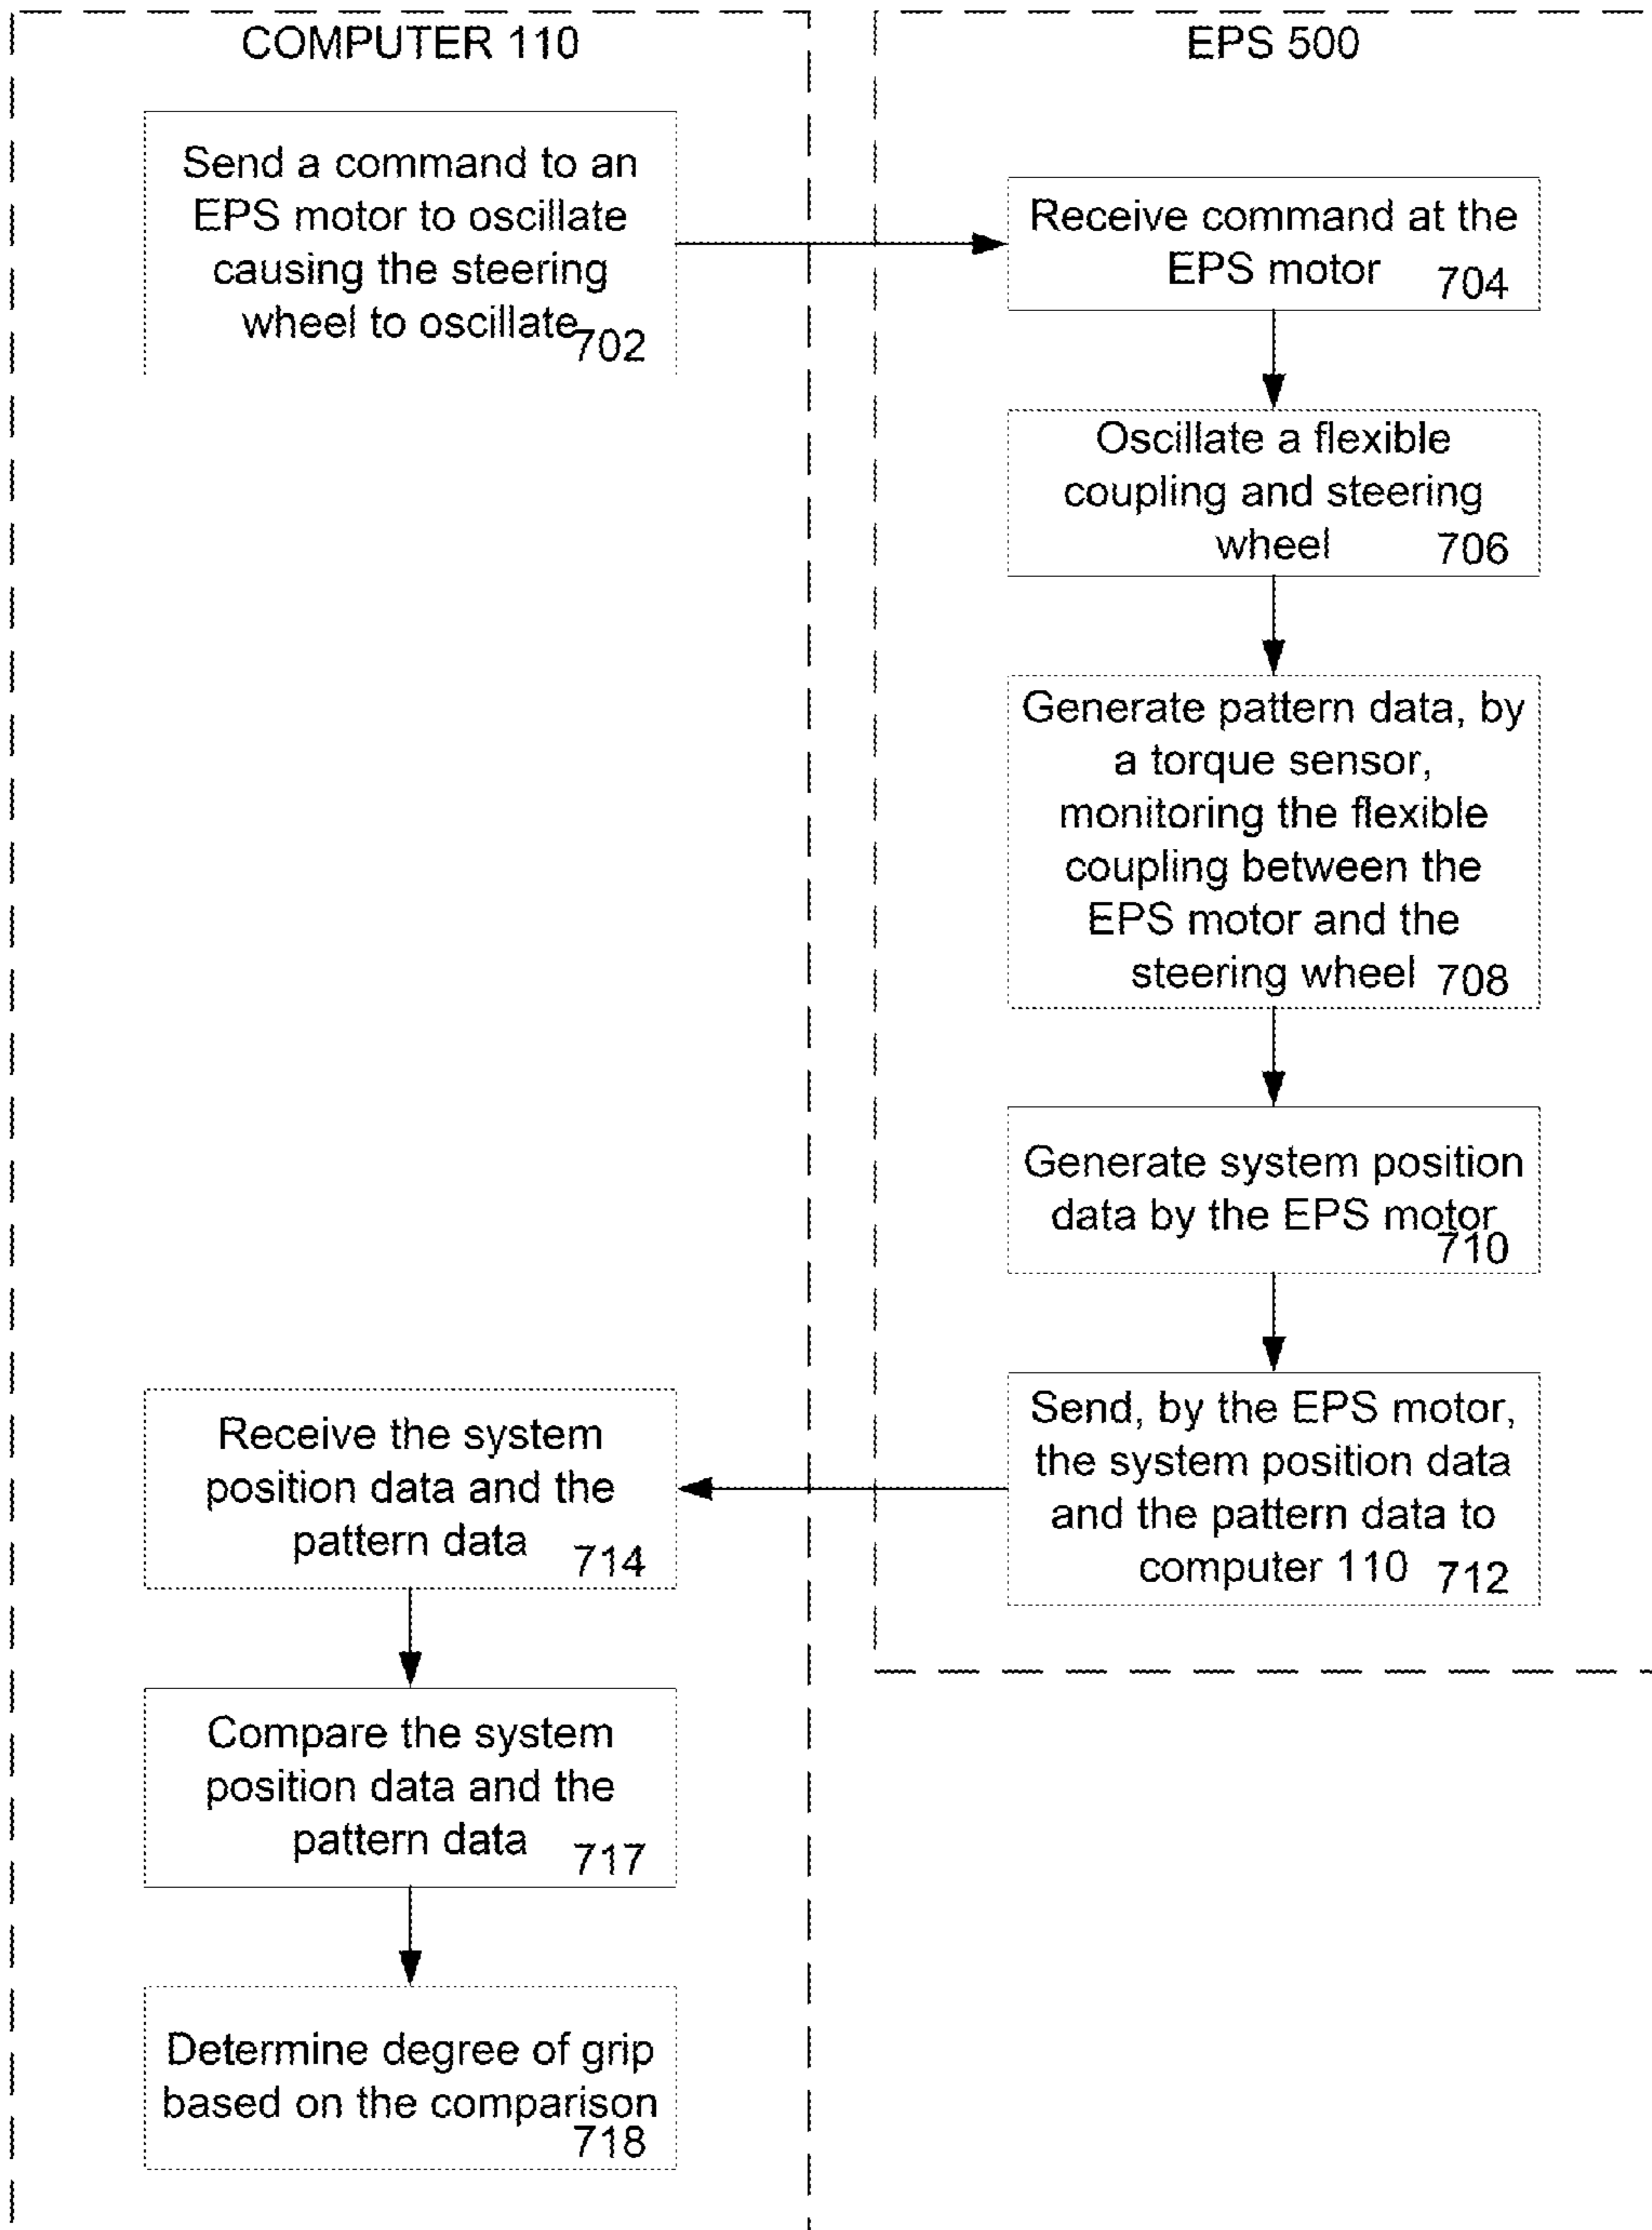 COMPUTER 110
Send a command to an
EPS motor to oscillate
causing the steering
wheel to oscillate
702
EPS 500
Receive command at the
EPS motor 704
Oscillate a flexible
coupling and steering
wheel 706
Generate pattern data, by
a torque sensor,
monitoring the flexible
coupling between the
EPS motor and the
steering wheel 708
Generate system position
data by the EPS motor
710
Send, by the EPS motor,
the system position data
and the pattern data to
computer 110 712
Receive the system
position data and the
pattern data 714
Compare the system
position data and the
pattern data 717
Determine degree of grip
based on the comparison
718